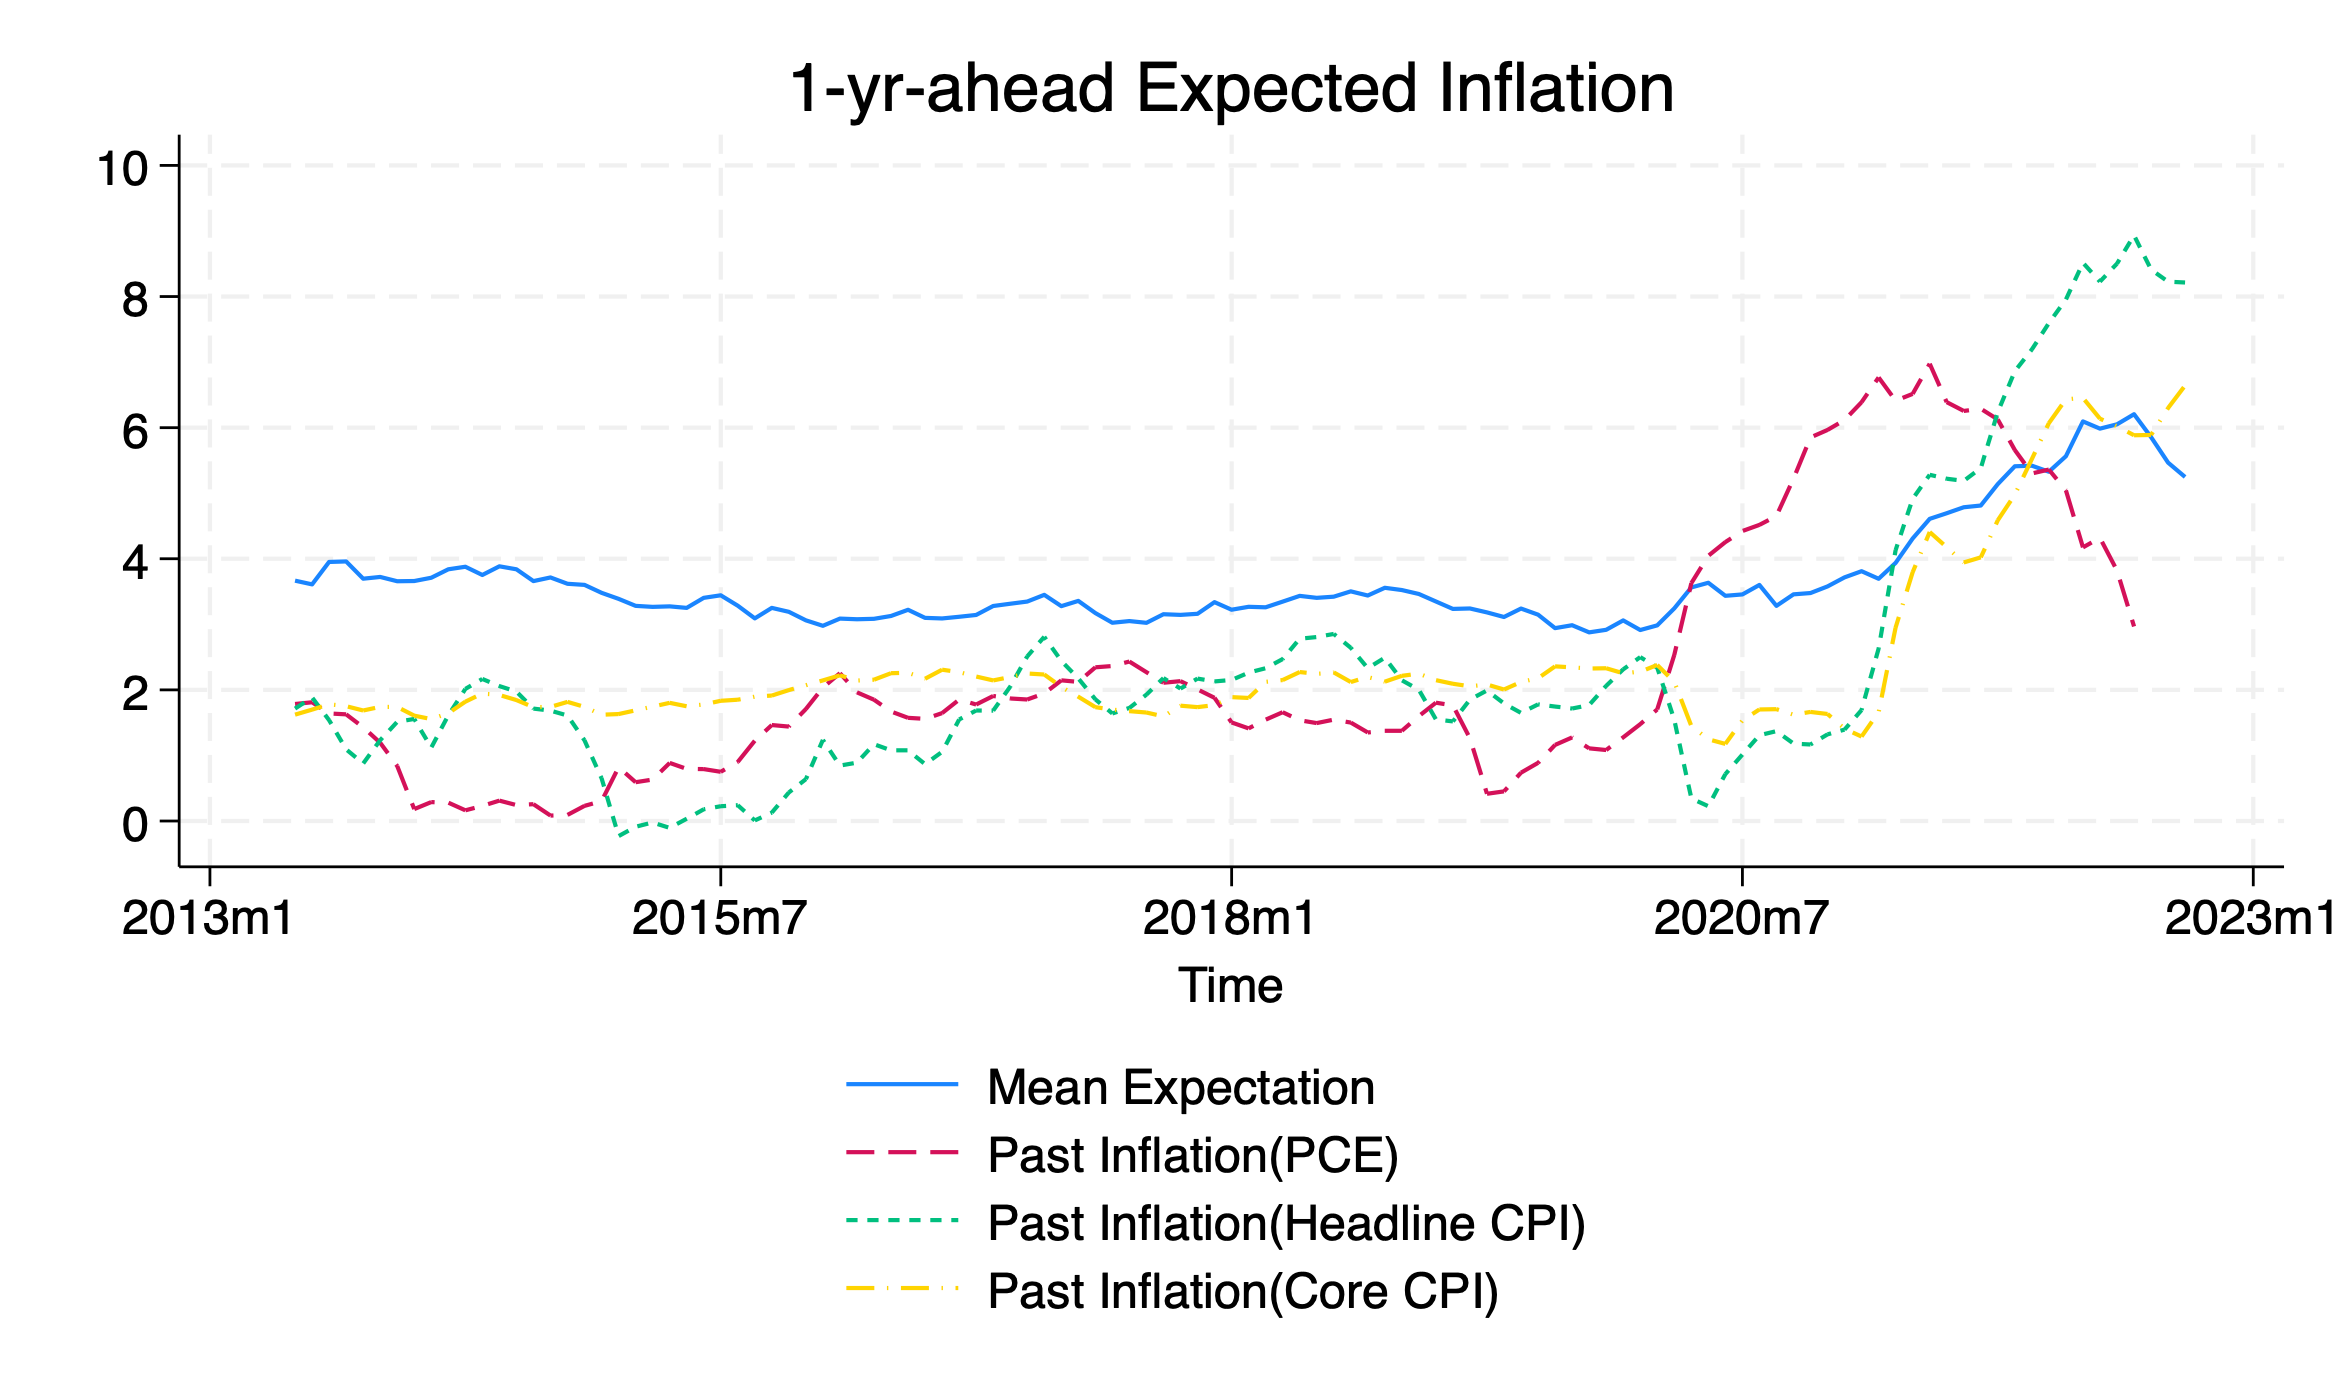 1-yr-ahead Expected Inflation
10
8
6
4
2
0
2013m1 2015m7 2018m1 2020m7 2023m1
Time
Mean Expectation
Past Inflation(PCE)
Past Inflation(Headline CPI)
Past Inflation(Core CPI)